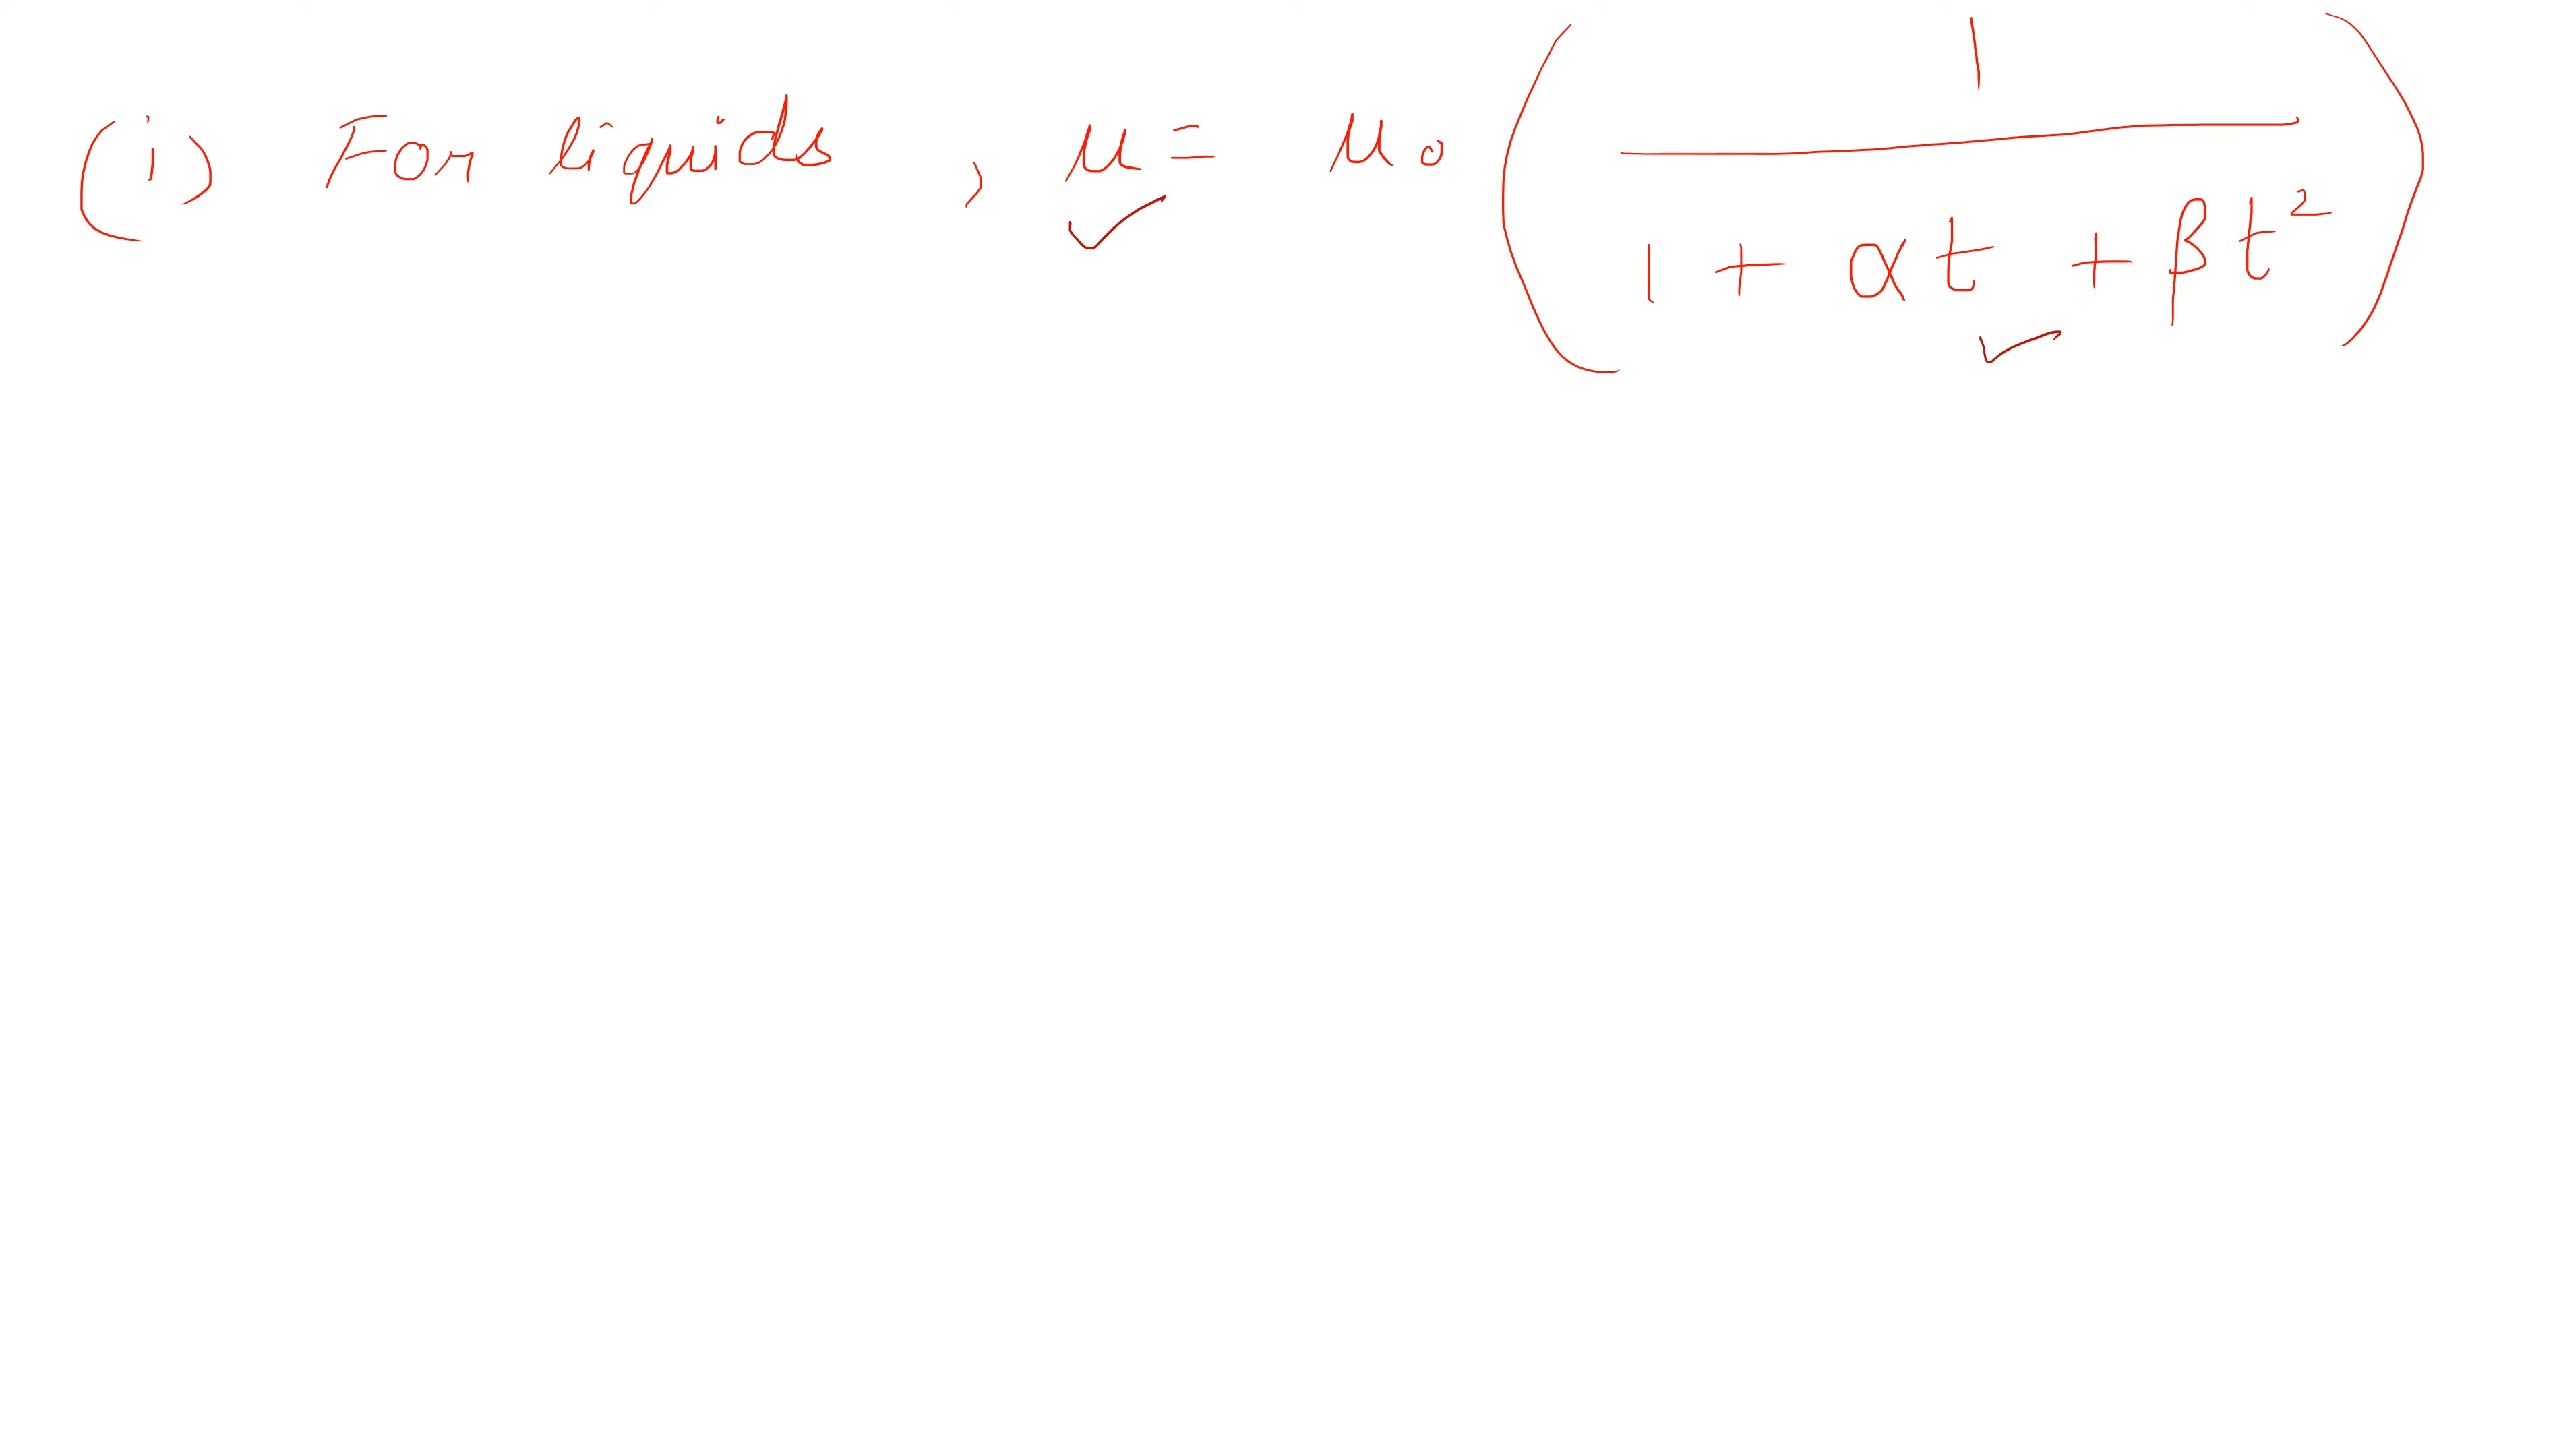 (i) For liquids , μ = μ₀ ( 1 / (1 + αt + βt²) )